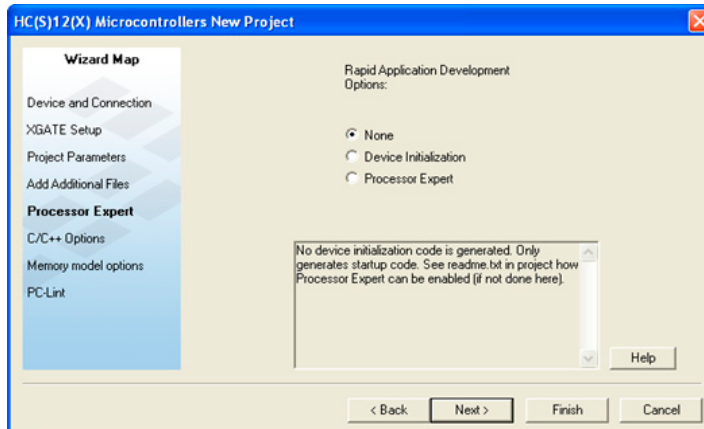 HC(S)12(X) Microcontrollers New Project
Wizard Map
Device and Connection
XGATE Setup
Project Parameters
Add Additional Files
Processor Expert
C/C++ Options
Memory model options
PC-Lint
Rapid Application Development
Options:
None
Device Initialization
Processor Expert
No device initialization code is generated. Only
generates startup code. See readme.txt in project how
Processor Expert can be enabled (if not done here).
Help
< Back
Next >
Finish
Cancel